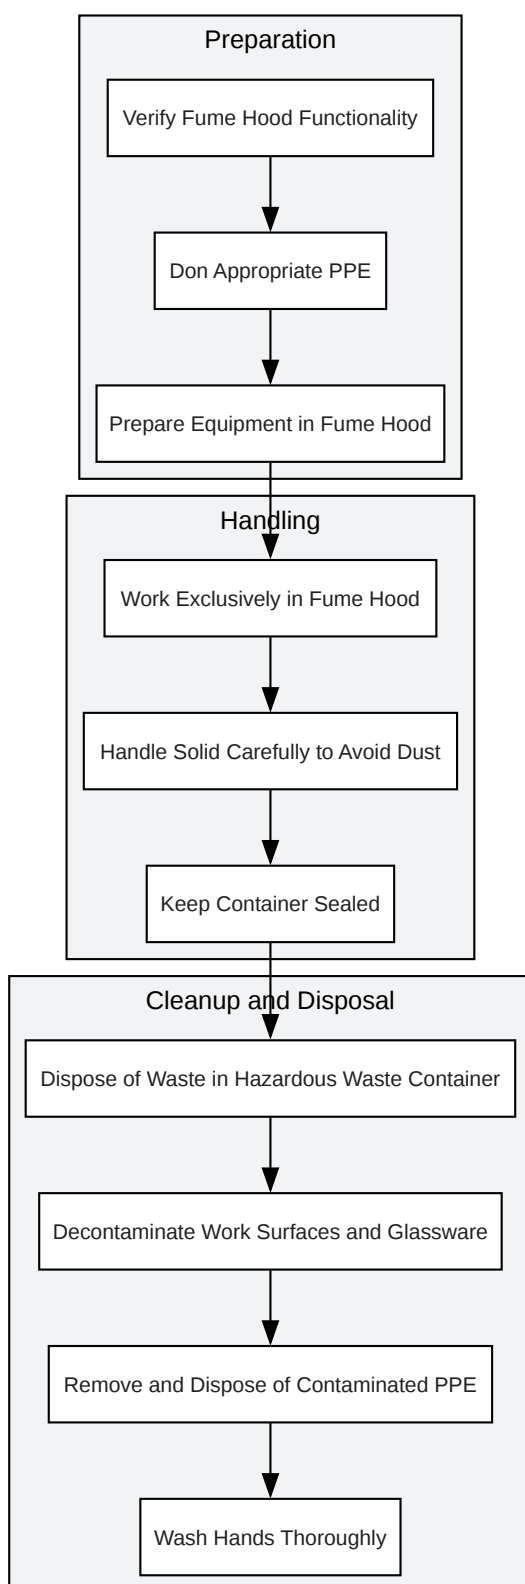 Preparation
Verify Fume Hood Functionality
Don Appropriate PPE
Prepare Equipment in Fume Hood
Handling
Work Exclusively in Fume Hood
Handle Solid Carefully to Avoid Dust
Keep Container Sealed
Cleanup and Disposal
Dispose of Waste in Hazardous Waste Container
Decontaminate Work Surfaces and Glassware
Remove and Dispose of Contaminated PPE
Wash Hands Thoroughly